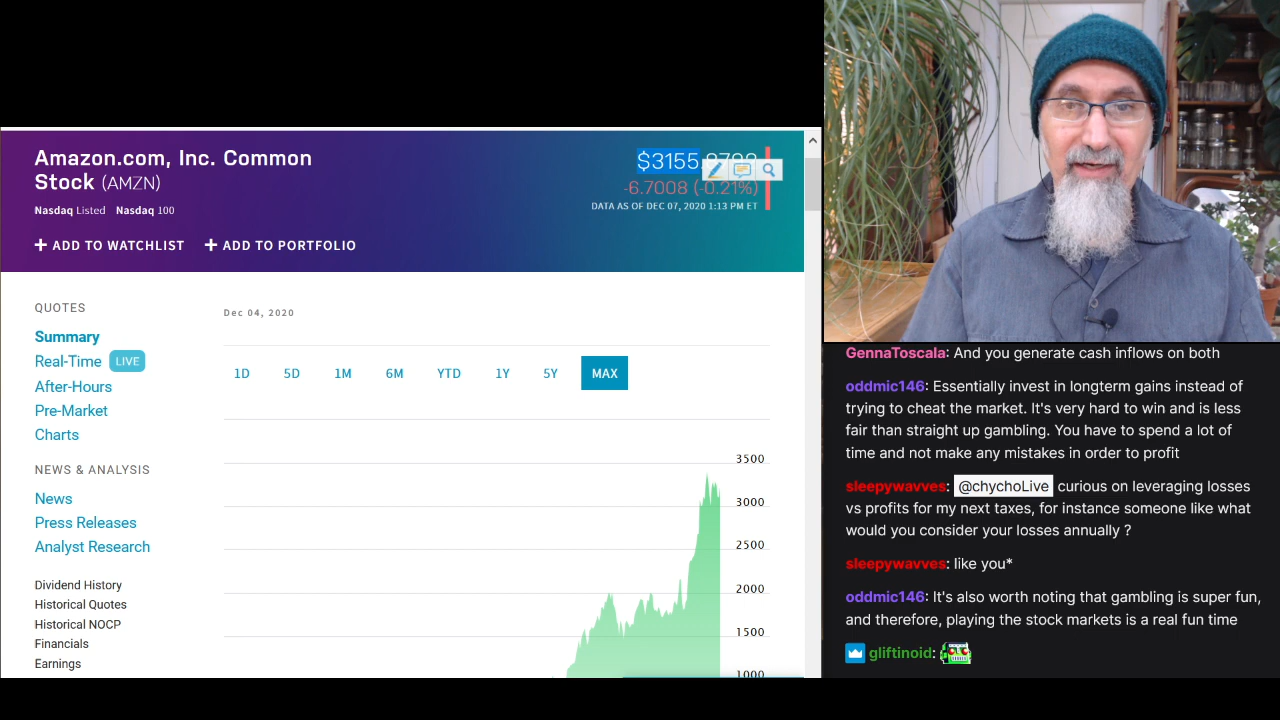 Amazon.com, Inc. Common
Stock (AMZN)
Nasdaq Listed Nasdaq 100
+ ADD TO WATCHLIST + ADD TO PORTFOLIO
$3155
-6.7008 (-0.21%)
DATA AS OF DEC 07, 2020 1:13 PM ET
QUOTES
Summary
Real-Time LIVE
After-Hours
Pre-Market
Charts
NEWS & ANALYSIS
News
Press Releases
Analyst Research
Dividend History
Historical Quotes
Historical NOCP
Financials
Earnings
Dec 04, 2020
1D 5D 1M 6M YTD 1Y 5Y MAX
3500
3000
2500
2000
1500
1000
GennaToscala: And you generate cash inflows on both
oddmic146: Essentially invest in longterm gains instead of
trying to cheat the market. It's very hard to win and is less
fair than straight up gambling. You have to spend a lot of
time and not make any mistakes in order to profit
sleepywavves: @chychoLive curious on leveraging losses
vs profits for my next taxes, for instance someone like what
would you consider your losses annually ?
sleepywavves: like you*
oddmic146: It's also worth noting that gambling is super fun,
and therefore, playing the stock markets is a real fun time
gliftinoid: